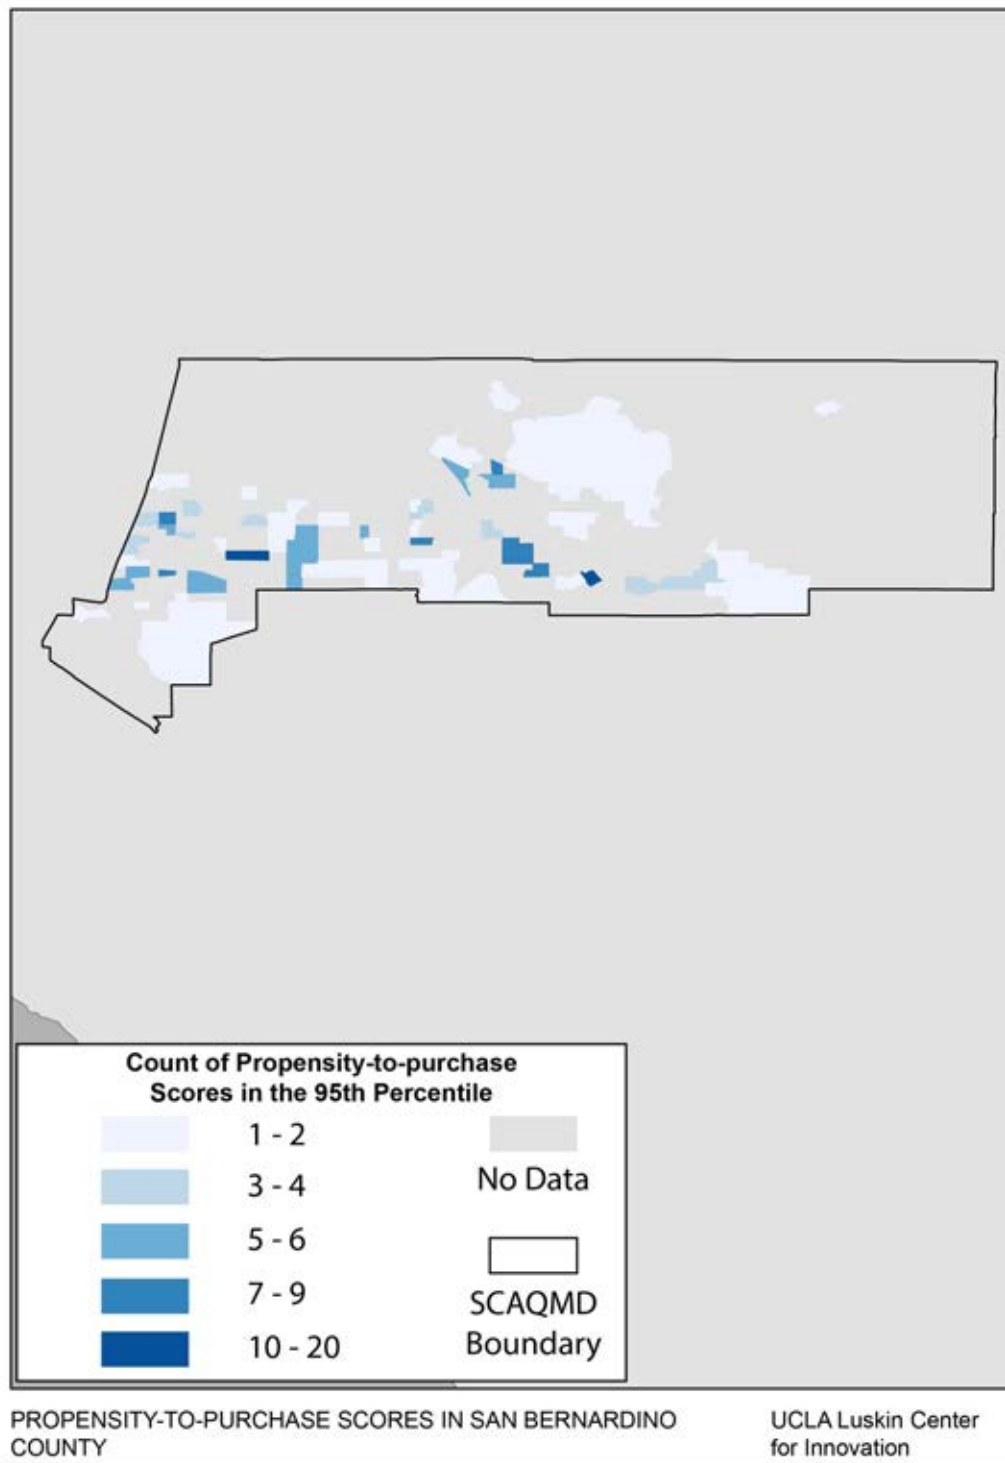 Count of Propensity-to-purchase
Scores in the 95th Percentile
1 - 2
3 - 4
5 - 6
7 - 9
10 - 20
No Data
SCAQMD
Boundary
PROPENSITY-TO-PURCHASE SCORES IN SAN BERNARDINO
COUNTY
UCLA Luskin Center
for Innovation